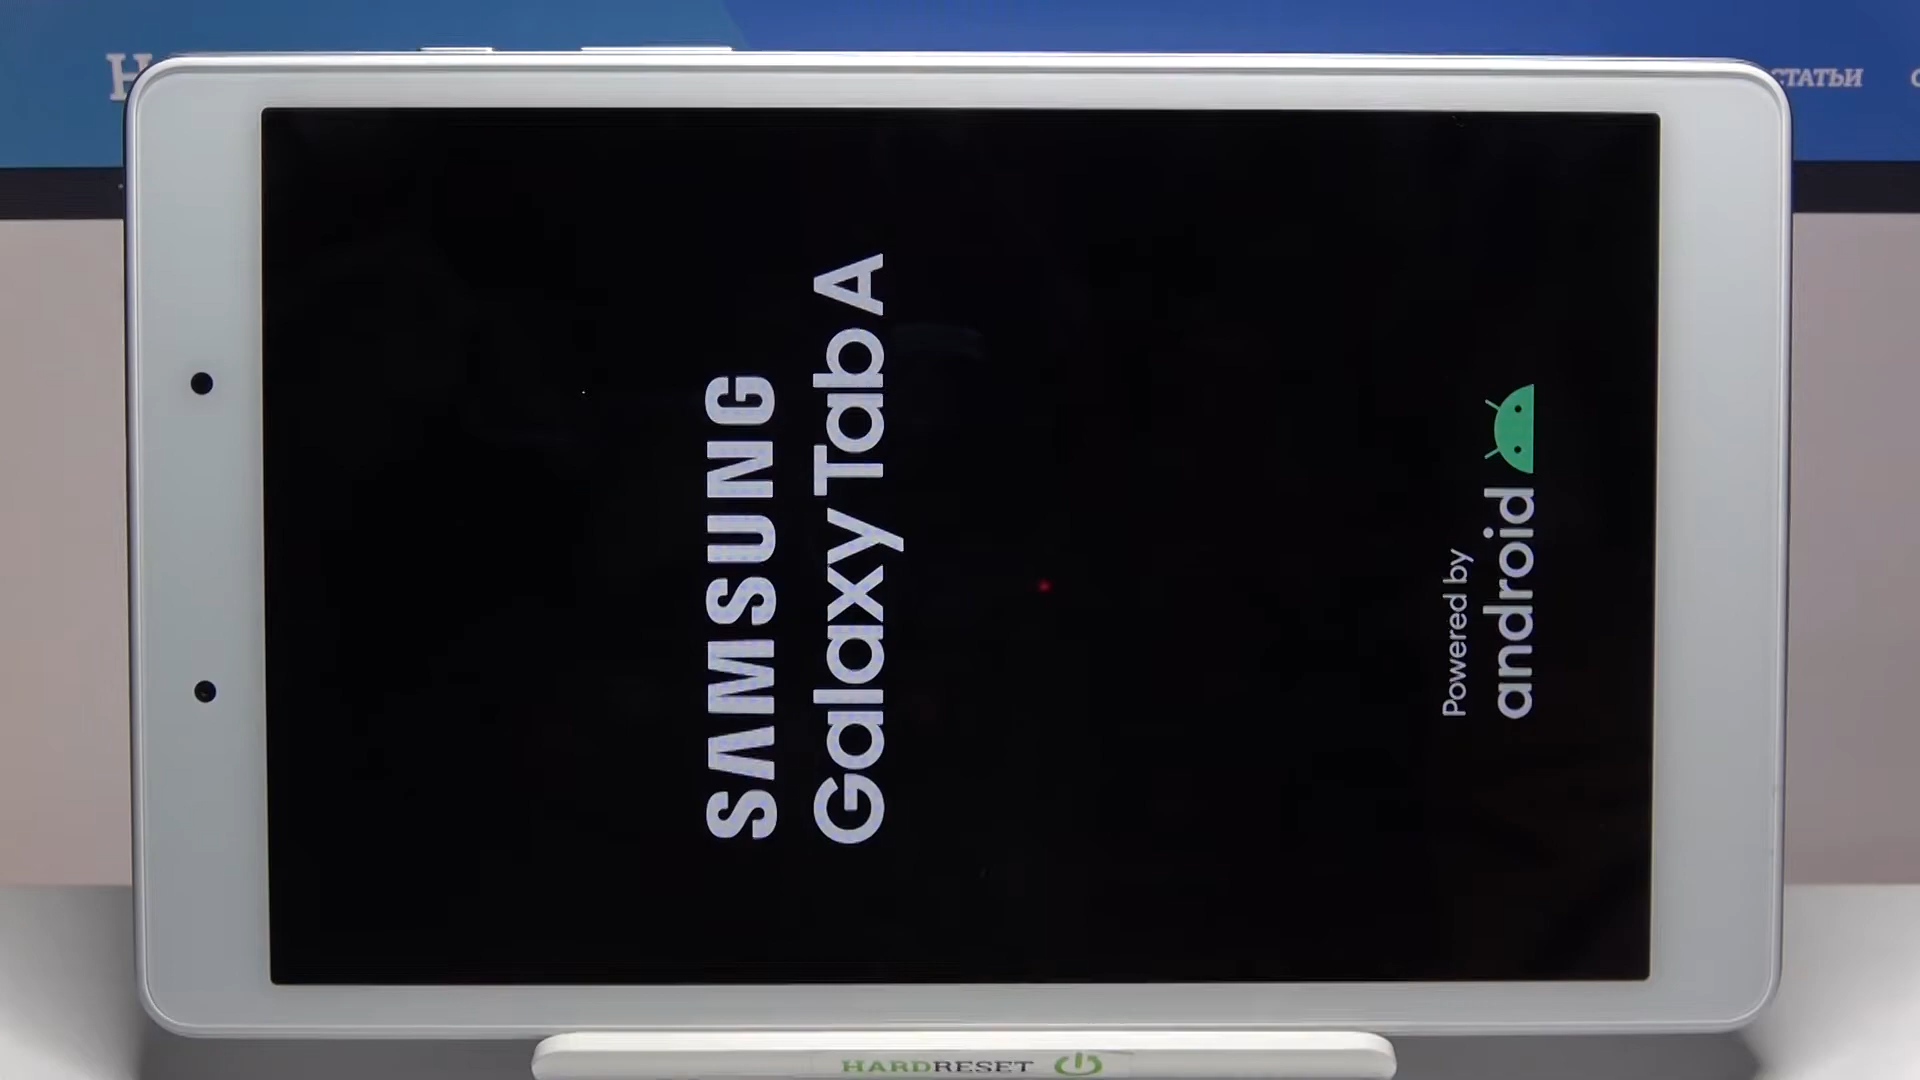 СТАТЬИ
SAMSUNG
Galaxy Tab A
Powered by
android
HARDRESET